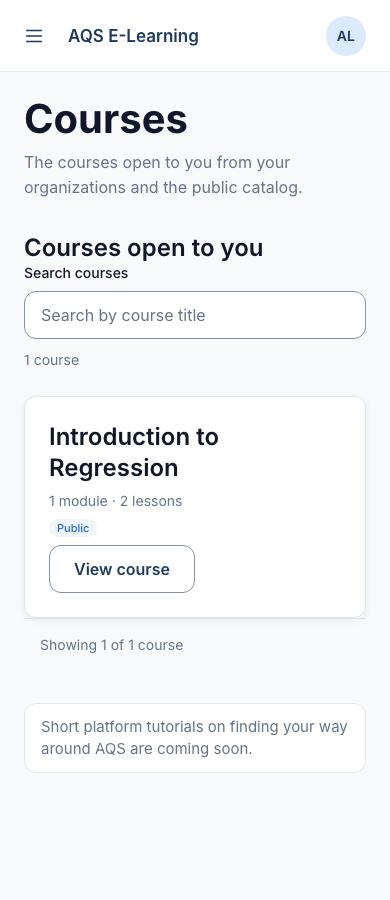 AQS E-Learning
AL
Courses
The courses open to you from your
organizations and the public catalog.
Courses open to you
Search courses
Search by course title
1 course
Introduction to
Regression
1 module · 2 lessons
Public
View course
Showing 1 of 1 course
Short platform tutorials on finding your way
around AQS are coming soon.